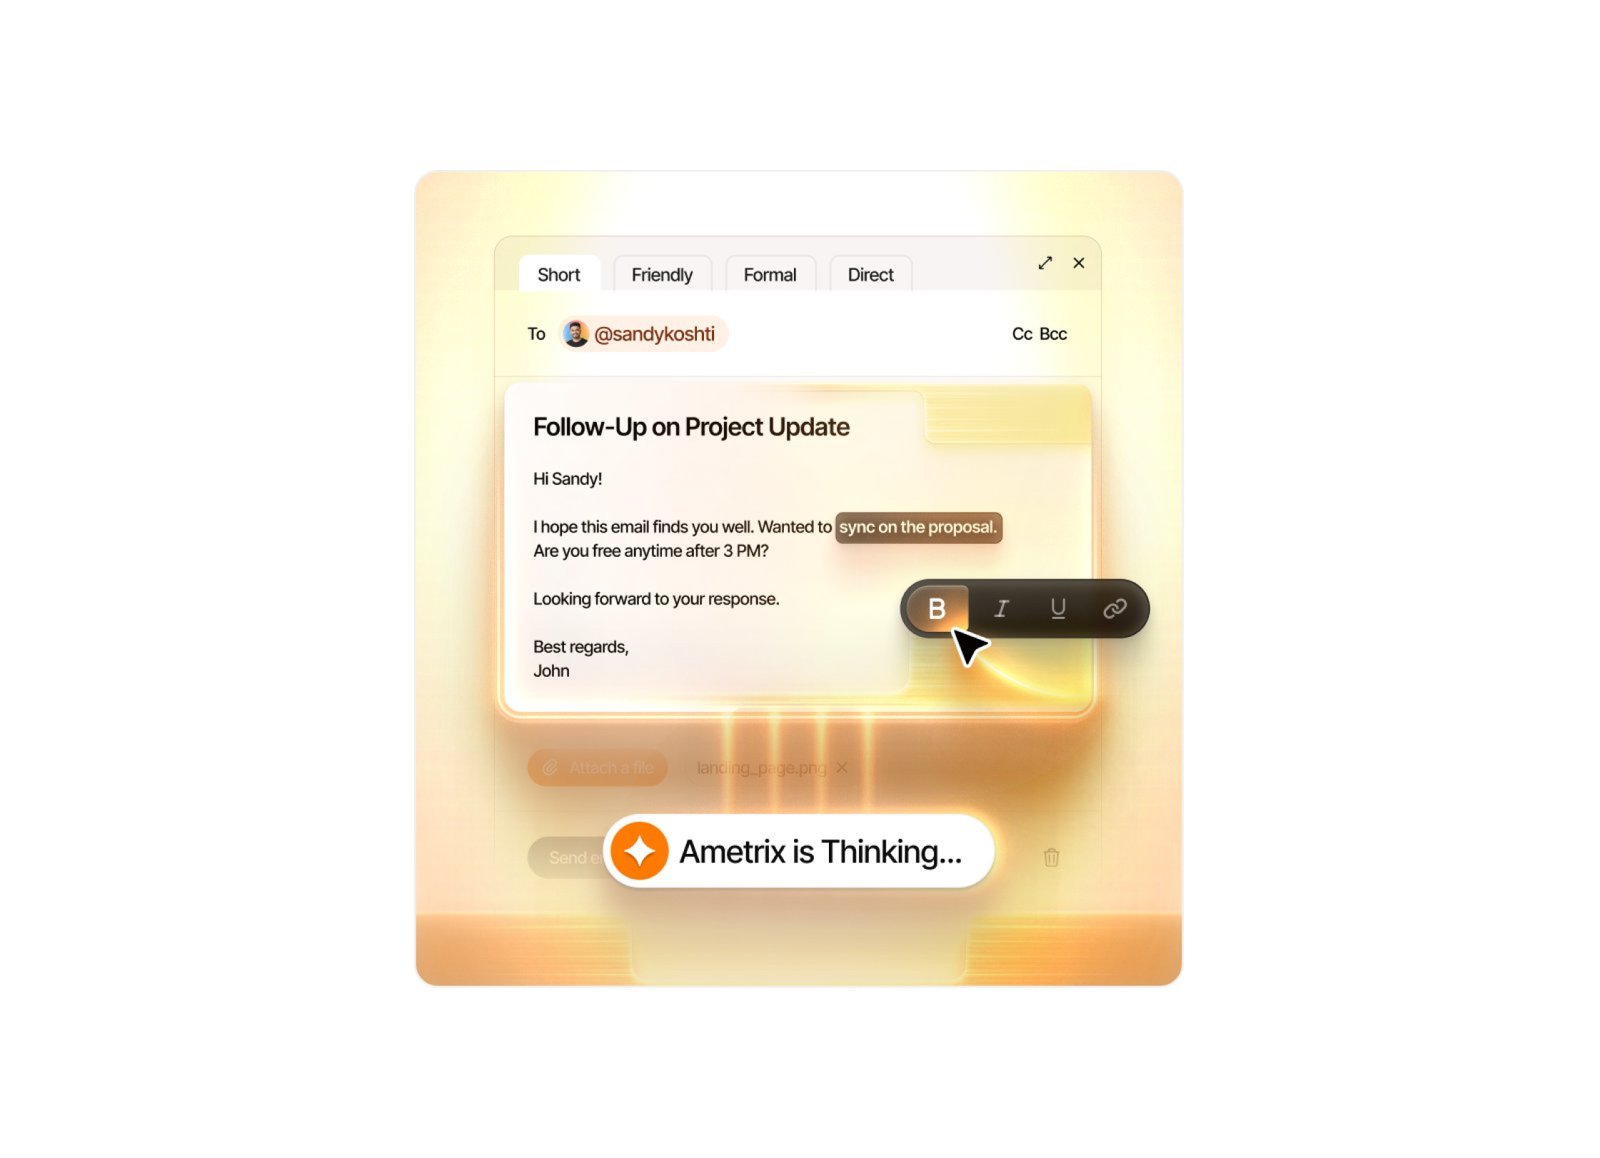 Short Friendly Formal Direct
To @sandykoshti Cc Bcc
Follow-Up on Project Update
Hi Sandy!
I hope this email finds you well. Wanted to sync on the proposal.
Are you free anytime after 3 PM?
Looking forward to your response.
B I U
Best regards,
John
Attach a file landing_page.png
Send
Ametrix is Thinking...